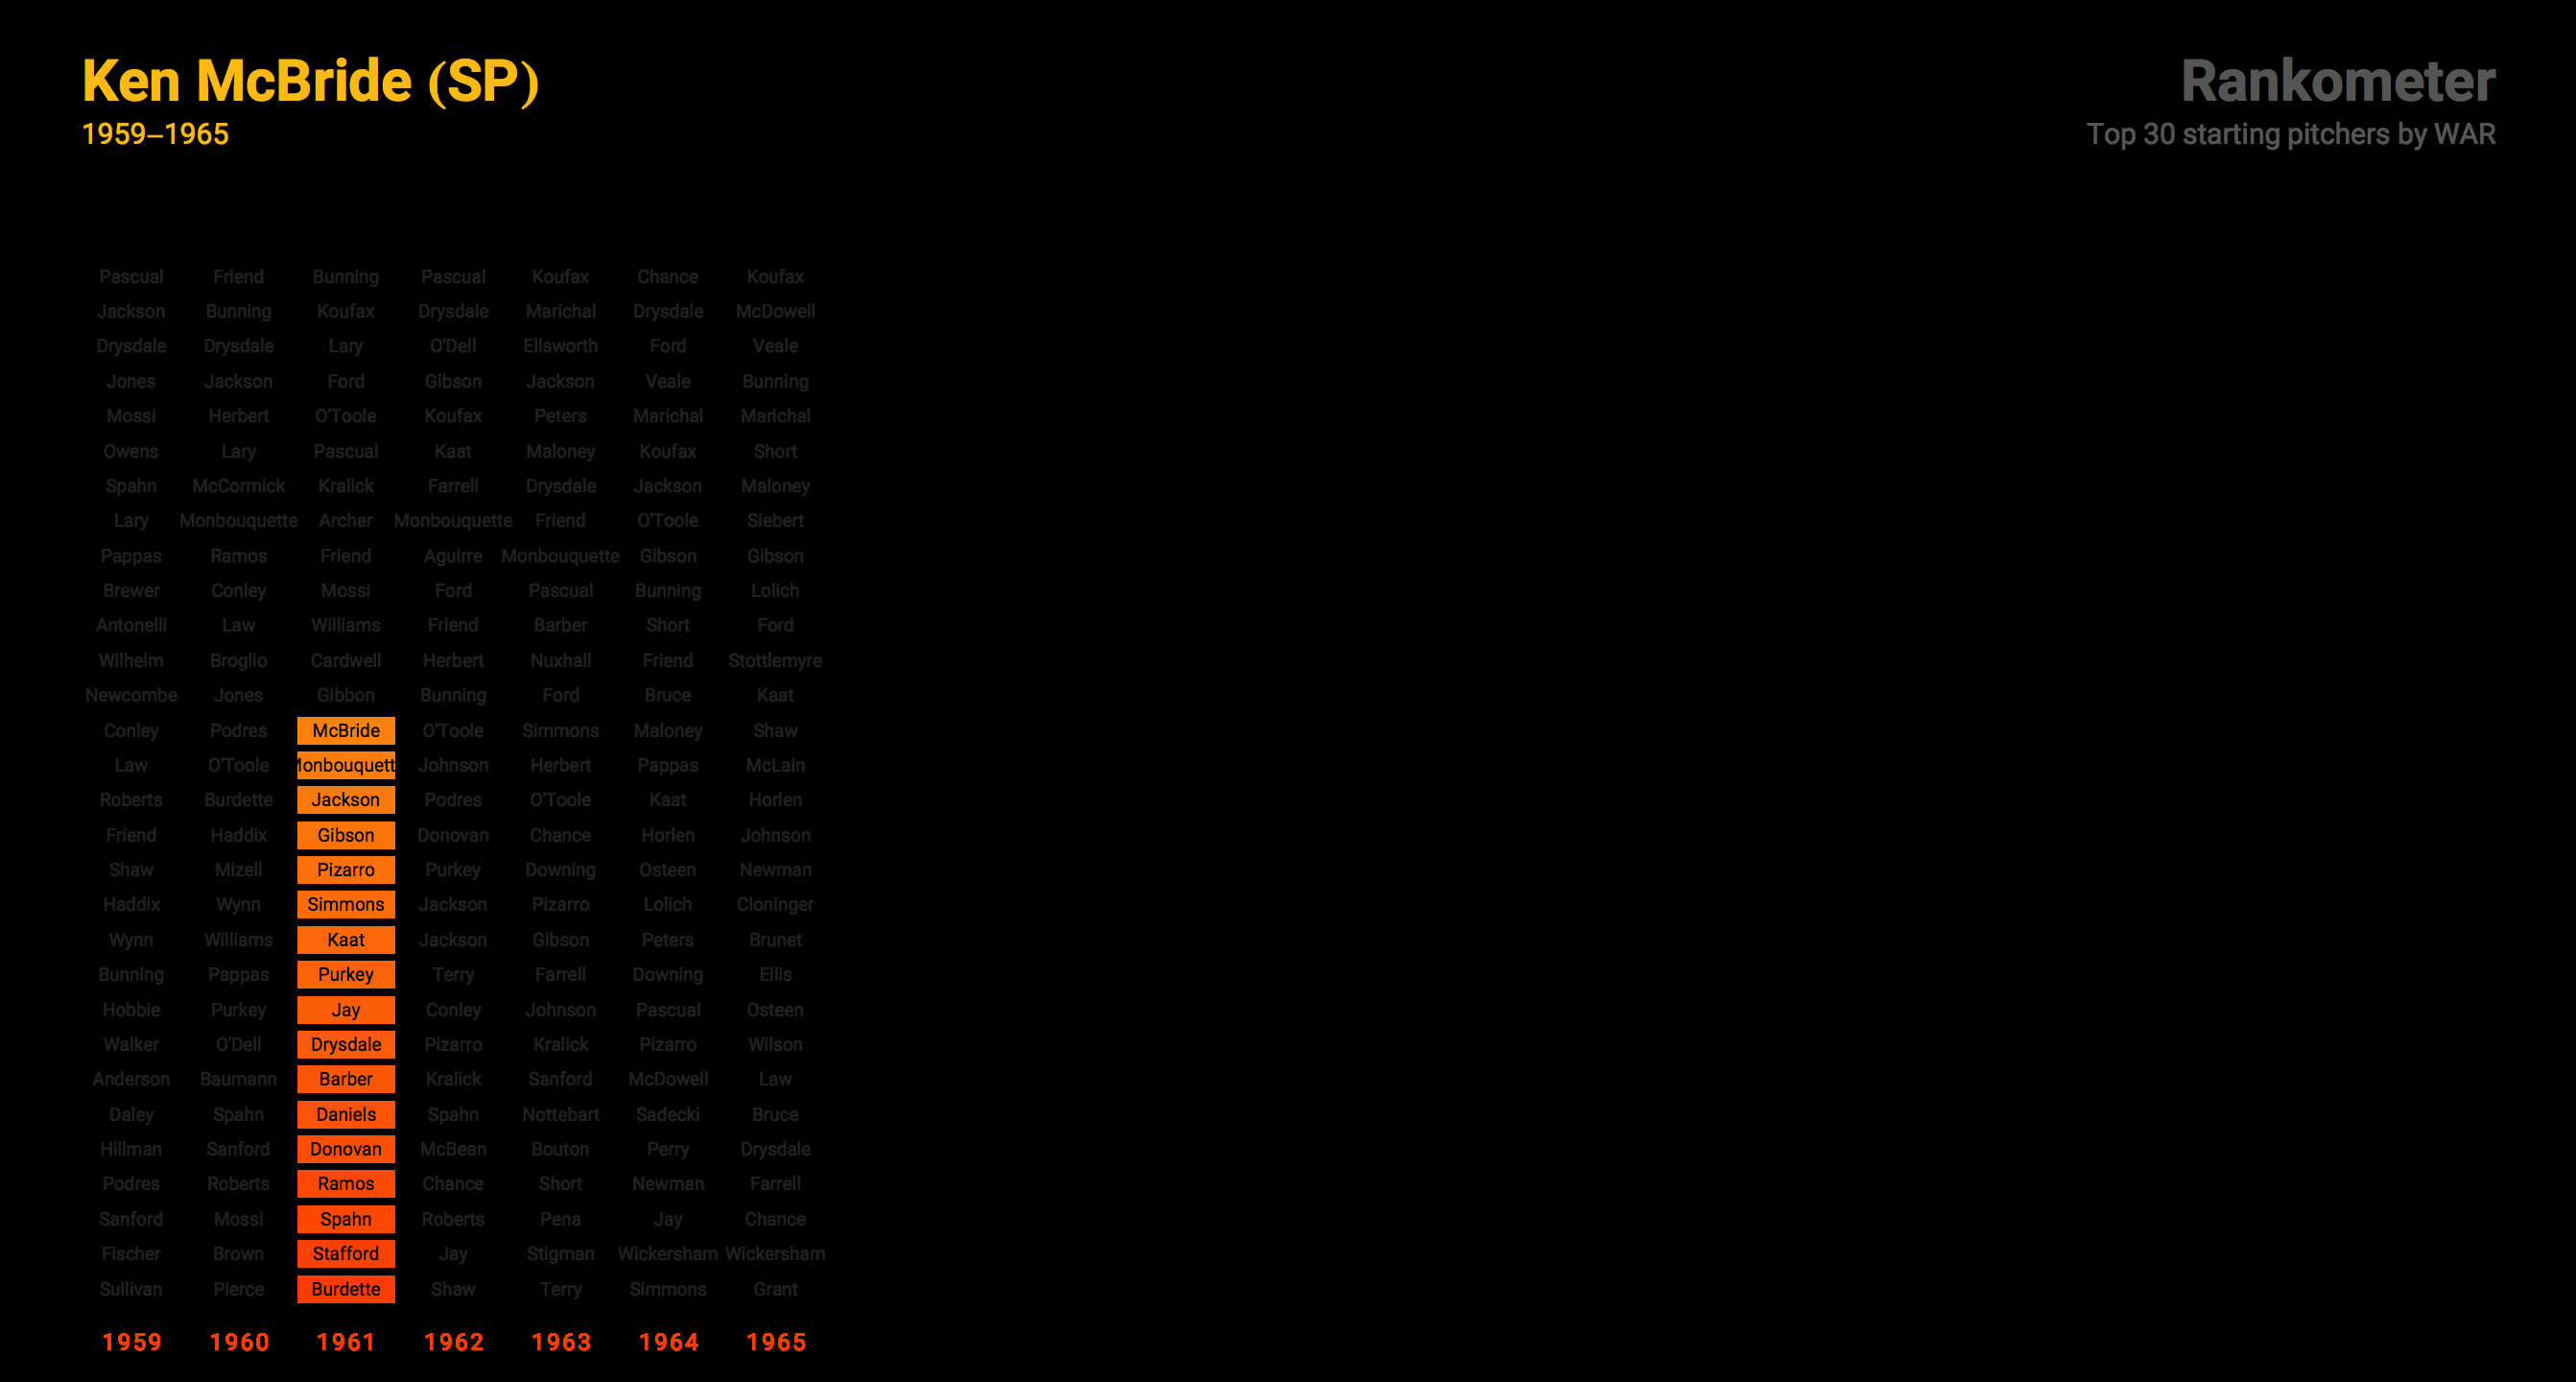 Ken McBride (SP)
1959–1965
Rankometer
Top 30 starting pitchers by WAR
Pascual Friend Bunning Pascual Koufax Chance Koufax
Jackson Bunning Koufax Drysdale Marichal Drysdale McDowell
Drysdale Drysdale Lary O'Dell Ellsworth Ford Veale
Jones Jackson Ford Gibson Jackson Veale Bunning
Mossi Herbert O'Toole Koufax Peters Marichal Marichal
Owens Lary Pascual Kaat Maloney Koufax Short
Spahn McCormick Kralick Farrell Drysdale Jackson Maloney
Lary Monbouquette Archer Monbouquette Friend O'Toole Siebert
Pappas Ramos Friend Aguirre Monbouquette Gibson Gibson
Brewer Conley Mossi Ford Pascual Bunning Lolich
Antonelli Law Williams Friend Barber Short Ford
Wilhelm Broglio Cardwell Herbert Nuxhall Friend Stottlemyre
Newcombe Jones Gibbon Bunning Ford Bruce Kaat
Conley Podres McBride O'Toole Simmons Maloney Shaw
Law O'Toole Monbouquett Johnson Herbert Pappas McLain
Roberts Burdette Jackson Podres O'Toole Kaat Horlen
Friend Haddix Gibson Donovan Chance Horlen Johnson
Shaw Mizell Pizarro Purkey Downing Osteen Newman
Haddix Wynn Simmons Jackson Pizarro Lolich Cloninger
Wynn Williams Kaat Jackson Gibson Peters Brunet
Bunning Pappas Purkey Terry Farrell Downing Ellis
Hobbie Purkey Jay Conley Johnson Pascual Osteen
Walker O'Dell Drysdale Pizarro Kralick Pizarro Wilson
Anderson Baumann Barber Kralick Sanford McDowell Law
Daley Spahn Daniels Spahn Nottebart Sadecki Bruce
Hillman Sanford Donovan McBean Bouton Perry Drysdale
Podres Roberts Ramos Chance Short Newman Farrell
Sanford Mossi Spahn Roberts Pena Jay Chance
Fischer Brown Stafford Jay Stigman Wickersham Wickersham
Sullivan Pierce Burdette Shaw Terry Simmons Grant
1959 1960 1961 1962 1963 1964 1965